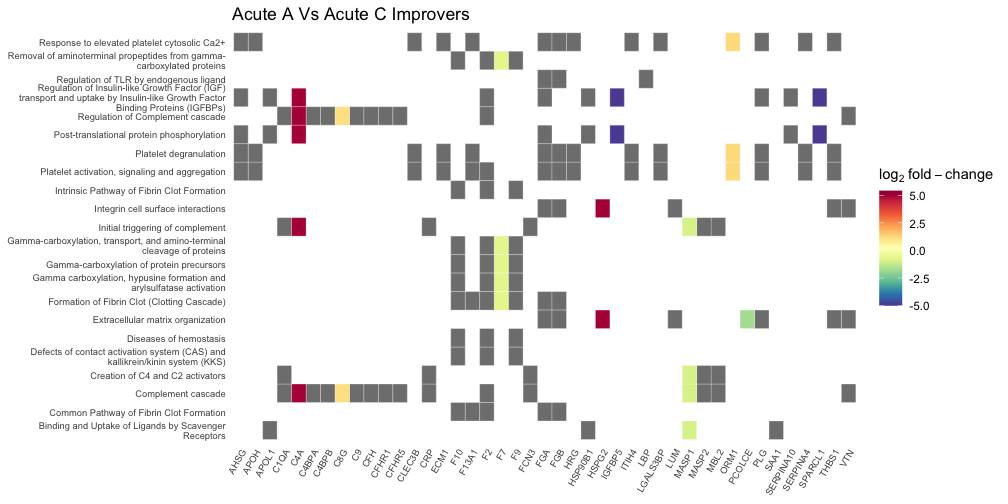 Acute A Vs Acute C Improvers
Response to elevated platelet cytosolic Ca2+
Removal of aminoterminal propeptides from gamma-
carboxylated proteins
Regulation of TLR by endogenous ligand
Regulation of Insulin-like Growth Factor (IGF)
transport and uptake by Insulin-like Growth Factor
Binding Proteins (IGFBPs)
Regulation of Complement cascade
Post-translational protein phosphorylation
Platelet degranulation
Platelet activation, signaling and aggregation
Intrinsic Pathway of Fibrin Clot Formation
Integrin cell surface interactions
Initial triggering of complement
Gamma-carboxylation, transport, and amino-terminal
cleavage of proteins
Gamma-carboxylation of protein precursors
Gamma carboxylation, hypusine formation and
arylsulfatase activation
Formation of Fibrin Clot (Clotting Cascade)
Extracellular matrix organization
Diseases of hemostasis
Defects of contact activation system (CAS) and
kallikrein/kinin system (KKS)
Creation of C4 and C2 activators
Complement cascade
Common Pathway of Fibrin Clot Formation
Binding and Uptake of Ligands by Scavenger
Receptors
AHSG
APOH
APOL1
C1QA
C4A
C4BPA
C4BPB
C8G
C9
CFH
CFHR1
CFHR5
CLEC3B
CRP
ECM1
F10
F13A1
F2
F7
F9
FCN3
FGA
FGB
HRG
HSP90B1
HSPG2
IGFBP5
ITIH4
LBP
LGALS3BP
LUM
MASP1
MASP2
MBL2
ORM1
PCOLCE
PLG
SAA1
SERPINA10
SERPINA4
SPARCL1
THBS1
VTN
log2 fold – change
5.0
2.5
0.0
-2.5
-5.0